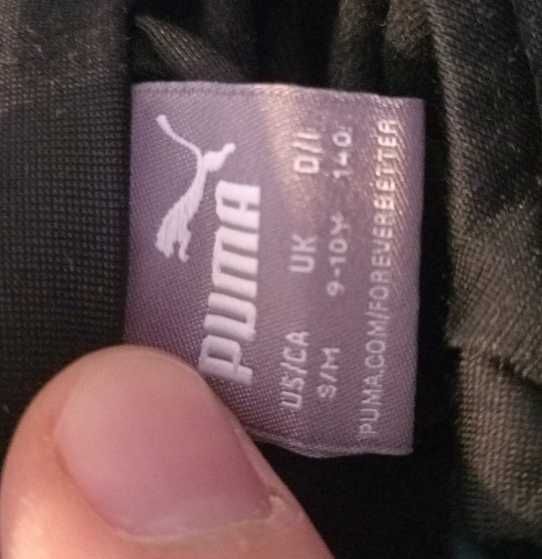 PUMA
US/CA UK D/I
S/M 9-10Y 140
PUMA.COM/FOREVERBETTER